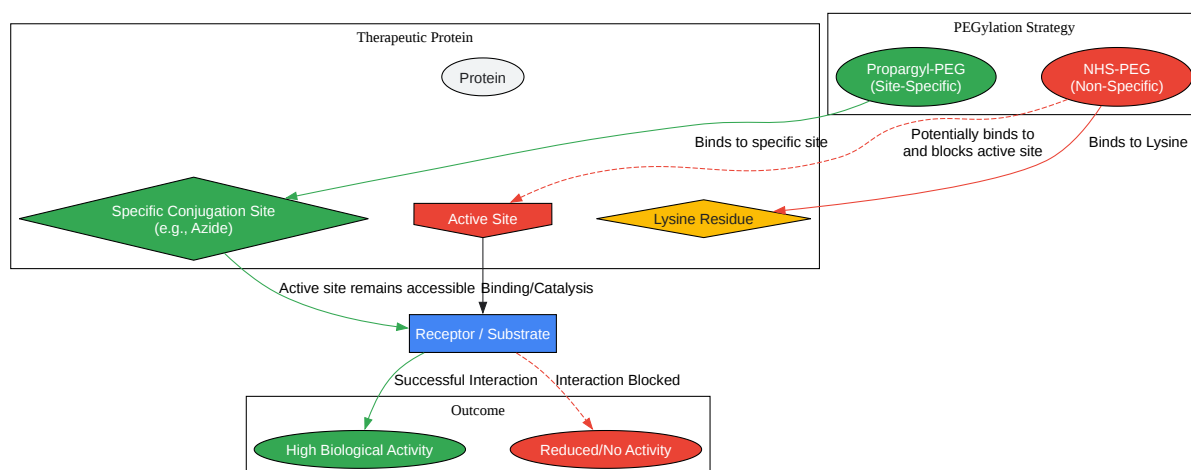 PEGylation Strategy
Therapeutic Protein
Propargyl-PEG
(Site-Specific)
NHS-PEG
(Non-Specific)
Protein
Binds to specific site
Potentially binds to
and blocks active site
Binds to Lysine
Specific Conjugation Site
(e.g., Azide)
Active Site
Lysine Residue
Active site remains accessible
Binding/Catalysis
Receptor / Substrate
Successful Interaction
Interaction Blocked
Outcome
High Biological Activity
Reduced/No Activity